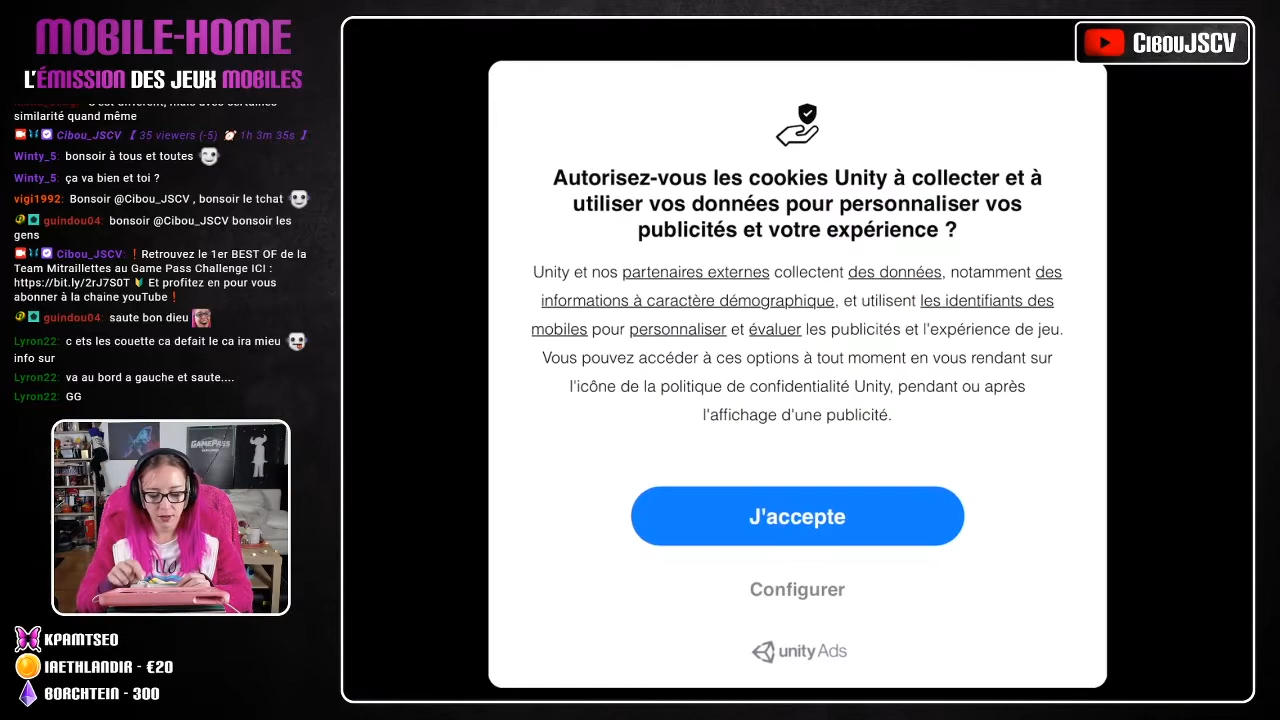 MOBILE-HOME
L'ÉMISSION DES JEUX MOBILES
similarité quand même
Cibou_JSCV 【 35 viewers (-5) 1h 3m 35s 】
Winty_5: bonsoir à tous et toutes
Winty_5: ça va bien et toi ?
vigi1992: Bonsoir @Cibou_JSCV , bonsoir le tchat
guindou04: bonsoir @Cibou_JSCV bonsoir les
gens
Cibou_JSCV: ❗ Retrouvez le 1er BEST OF de la
Team Mitraillettes au Game Pass Challenge ICI :
https://bit.ly/2rJ7S0T 🔰 Et profitez en pour vous
abonner à la chaine youTube❗
guindou04: saute bon dieu
Lyron22: c ets les couette ca defait le ca ira mieu
info sur
Lyron22: va au bord a gauche et saute....
Lyron22: GG
GAMEPASS
KPAMTSEO
IAETHLANDIR - €20
BORCHTEIN - 300
CIBOUJSCV
Autorisez-vous les cookies Unity à collecter et à
utiliser vos données pour personnaliser vos
publicités et votre expérience ?
Unity et nos partenaires externes collectent des données, notamment des
informations à caractère démographique, et utilisent les identifiants des
mobiles pour personnaliser et évaluer les publicités et l'expérience de jeu.
Vous pouvez accéder à ces options à tout moment en vous rendant sur
l'icône de la politique de confidentialité Unity, pendant ou après
l'affichage d'une publicité.
J'accepte
Configurer
unity Ads